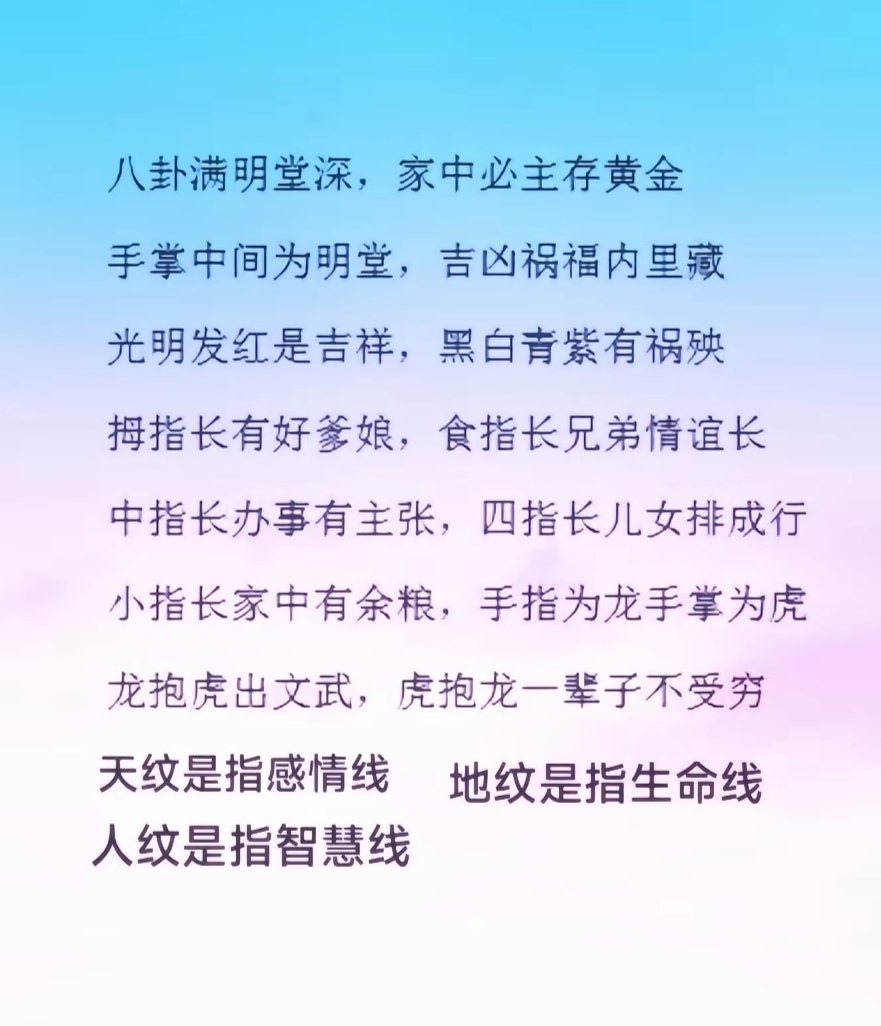 八卦满明堂深，家中必主存黄金
手掌中间为明堂，吉凶祸福内里藏
光明发红是吉祥，黑白青紫有祸殃
拇指长有好爹娘，食指长兄弟情谊长
中指长办事有主张，四指长儿女排成行
小指长家中有余粮，手指为龙手掌为虎
龙抱虎出文武，虎抱龙一辈子不受穷
天纹是指感情线 地纹是指生命线
人纹是指智慧线